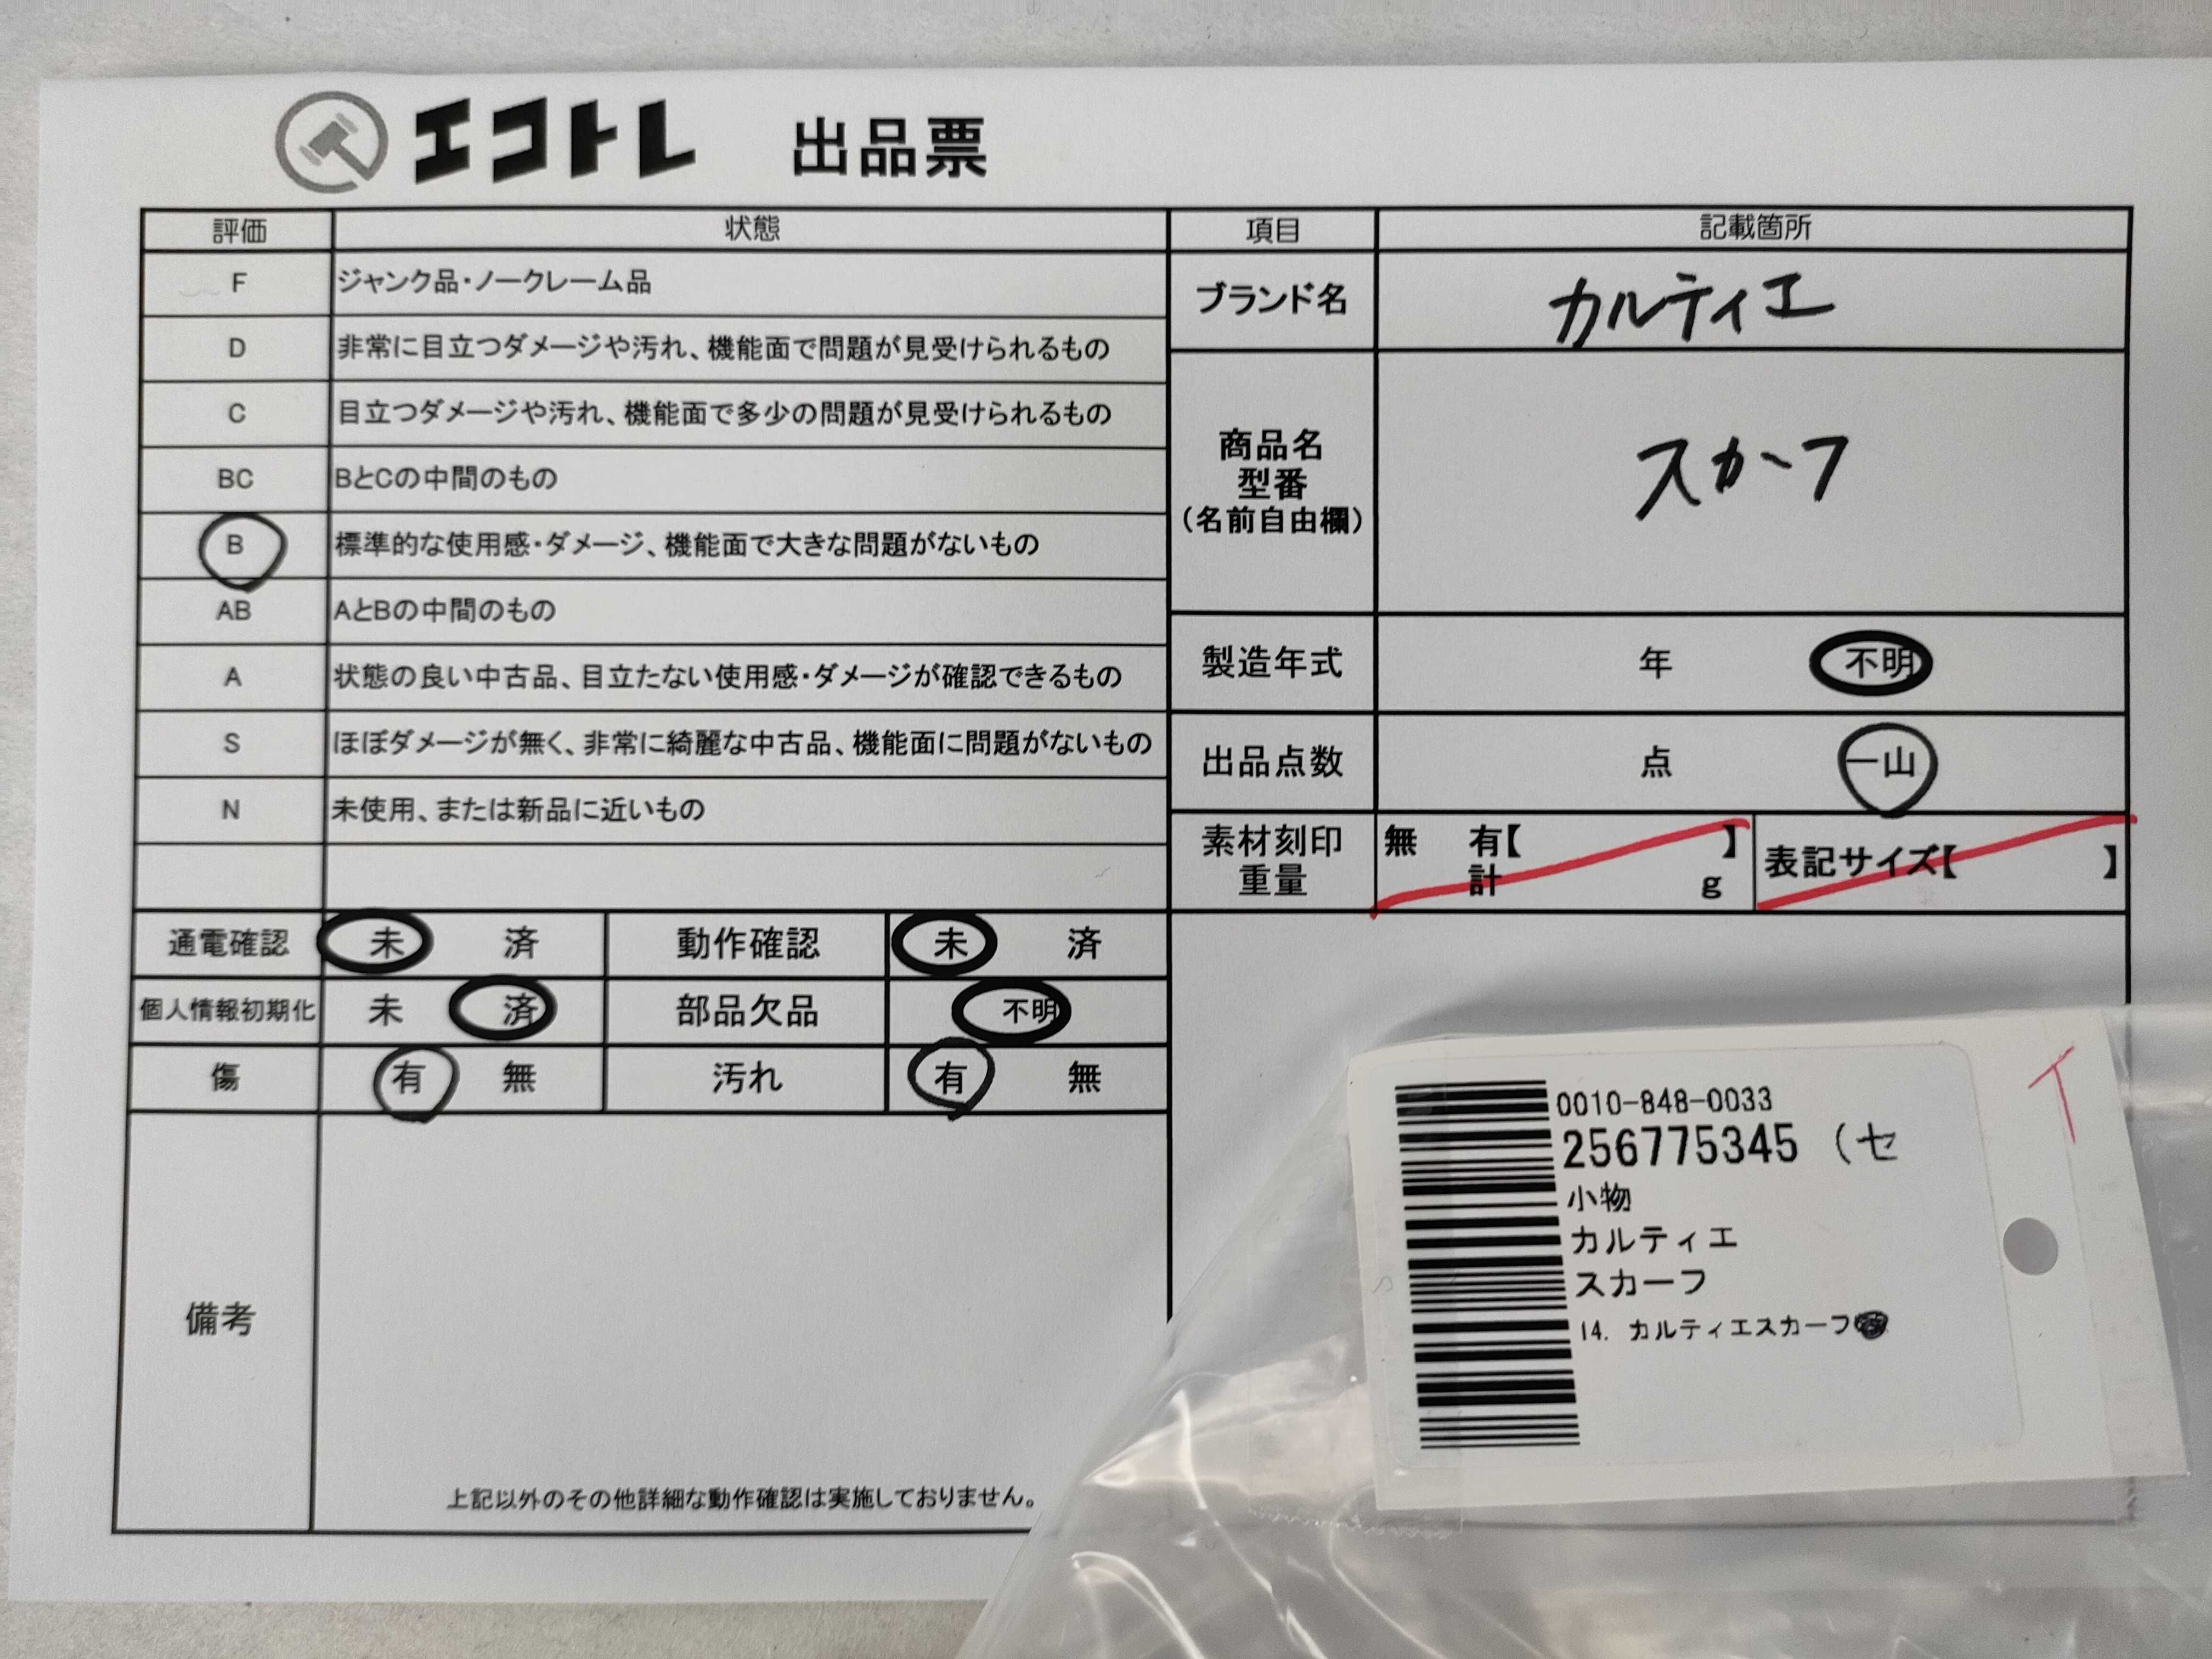 エコトレ 出品票
評価 状態 項目 記載箇所
F ジャンク品・ノークレーム品
D 非常に目立つダメージや汚れ、機能面で問題が見受けられるもの
C 目立つダメージや汚れ、機能面で多少の問題が見受けられるもの
BC BとCの中間のもの
B 標準的な使用感・ダメージ、機能面で大きな問題がないもの
AB AとBの中間のもの
A 状態の良い中古品、目立たない使用感・ダメージが確認できるもの
S ほぼダメージが無く、非常に綺麗な中古品、機能面に問題がないもの
N 未使用、または新品に近いもの
ブランド名 カルティエ
商品名
型番
（名前自由欄）
スカーフ
製造年式 年 不明
出品点数 点 一山
素材刻印
重量
無 有【 】
計 g
表記サイズ【 】
通電確認 未 済 動作確認 未 済
個人情報初期化 未 済 部品欠品 不明
傷 有 無 汚れ 有 無
備考
上記以外のその他詳細な動作確認は実施しておりません。
0010-848-0033
256775345 （セ
小物
カルティエ
スカーフ
14. カルティエスカーフ